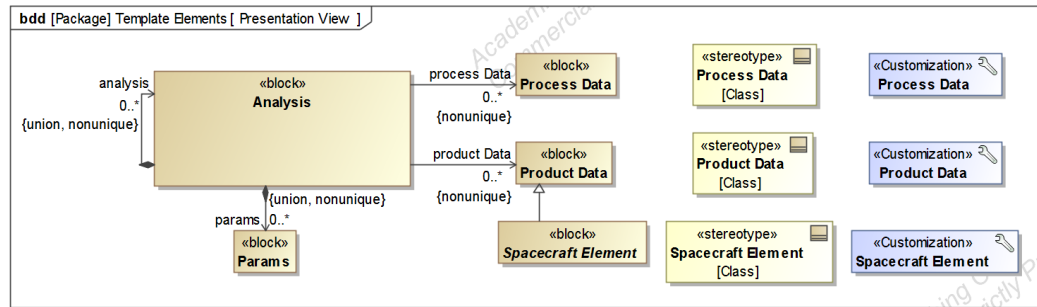 bdd [Package] Template Elements [ Presentation View ]
Academi
Commercial
«block»
Analysis
analysis
0..*
{union, nonunique}
process Data
0..*
{nonunique}
«block»
Process Data
«stereotype»
Process Data
[Class]
«Customization»
Process Data
product Data
0..*
{nonunique}
«block»
Product Data
«stereotype»
Product Data
[Class]
«Customization»
Product Data
{union, nonunique}
params
0..*
«block»
Params
«block»
Spacecraft Element
«stereotype»
Spacecraft Element
[Class]
«Customization»
Spacecraft Element